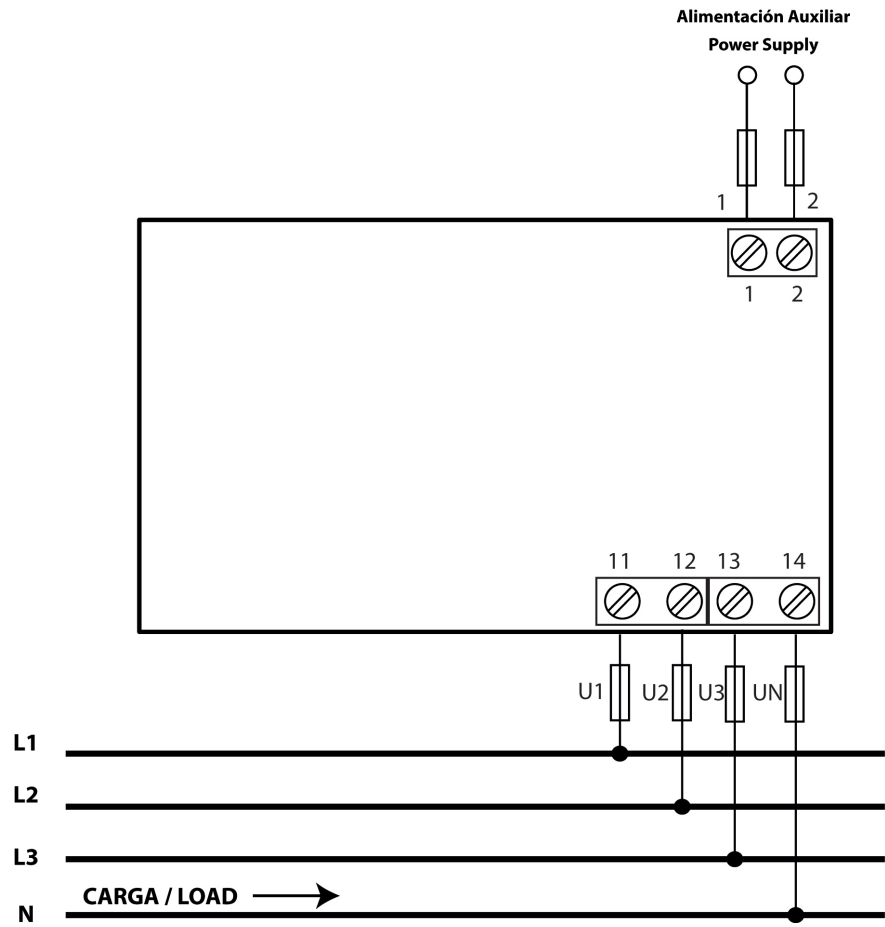 Alimentación Auxiliar
Power Supply
1 2
1 2
11 12 13 14
U1 U2 U3 UN
L1
L2
L3
CARGA / LOAD
N